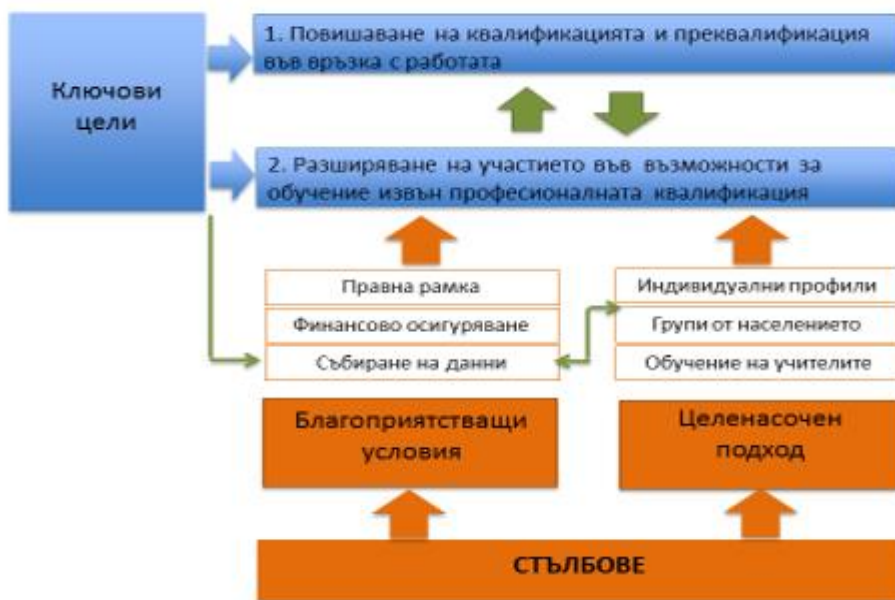 Ключови
цели
1. Повишаване на квалификацията и преквалификация
във връзка с работата
2. Разширяване на участието във възможности за
обучение извън професионалната квалификация
Правна рамка
Финансово осигуряване
Събиране на данни
Индивидуални профили
Групи от населението
Обучение на учителите
Благоприятстващи
условия
Целенасочен
подход
СТЪЛБОВЕ